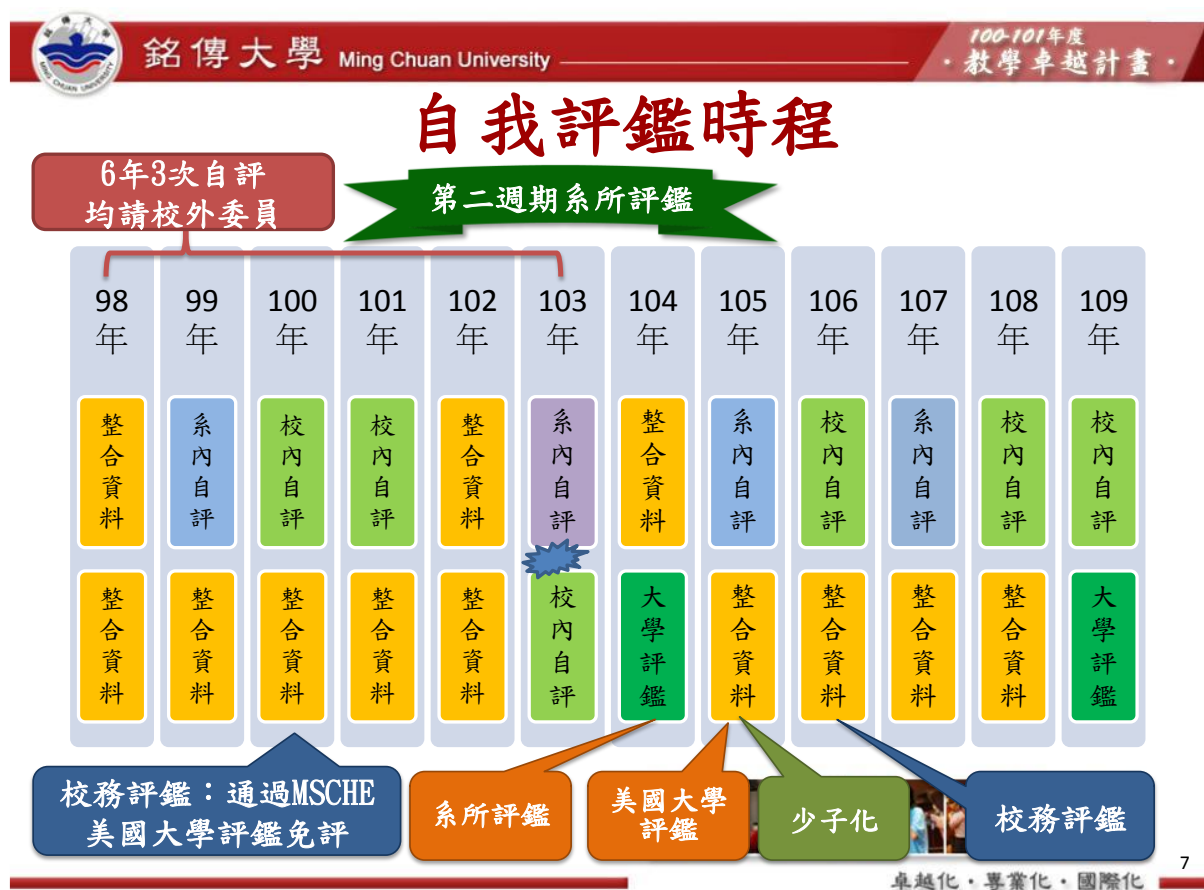 銘傳大學 Ming Chuan University
100-101年度
·教學卓越計畫·
自我評鑑時程
6年3次自評
均請校外委員
第二週期系所評鑑
98年
99年
100年
101年
102年
103年
104年
105年
106年
107年
108年
109年
整合資料
系內自評
校內自評
校內自評
整合資料
系內自評
整合資料
系內自評
校內自評
系內自評
校內自評
校內自評
整合資料
整合資料
整合資料
整合資料
整合資料
校內自評
大學評鑑
整合資料
整合資料
整合資料
整合資料
大學評鑑
校務評鑑：通過MSCHE
美國大學評鑑免評
系所評鑑
美國大學
評鑑
少子化
校務評鑑
7
卓越化·專業化·國際化